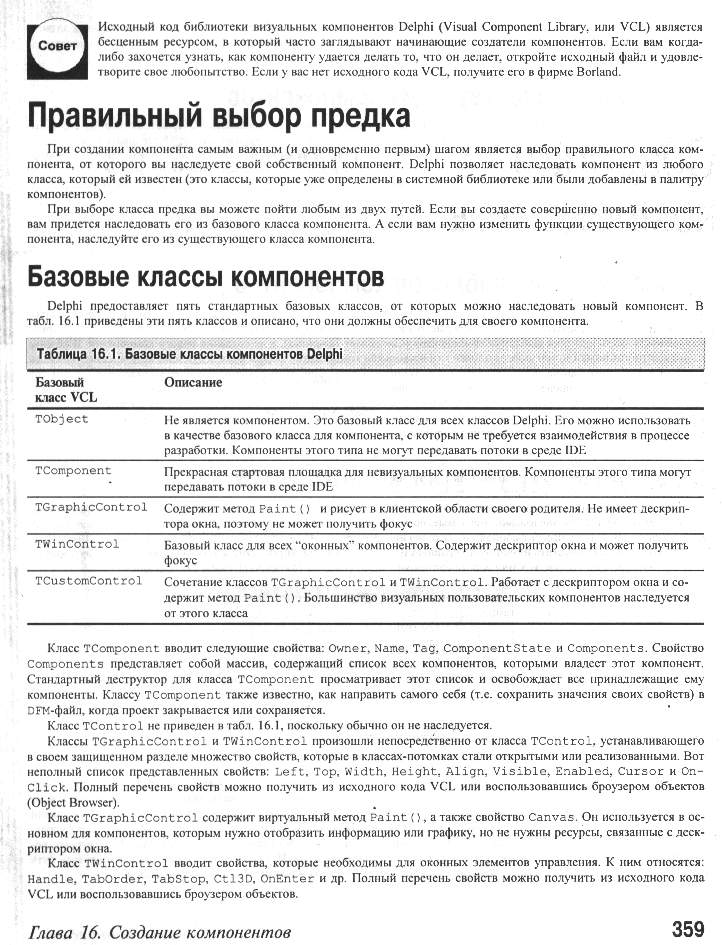 Совет
Исходный код библиотеки визуальных компонентов Delphi (Visual Component Library, или VCL) является
бесценным ресурсом, в который часто заглядывают начинающие создатели компонентов. Если вам когда-
либо захочется узнать, как компоненту удается делать то, что он делает, откройте исходный файл и удовле-
творите свое любопытство. Если у вас нет исходного кода VCL, получите его в фирме Borland.
Правильный выбор предка
При создании компонента самым важным (и одновременно первым) шагом является выбор правильного класса ком-
понента, от которого вы наследуете свой собственный компонент. Delphi позволяет наследовать компонент из любого
класса, который ей известен (это классы, которые уже определены в системной библиотеке или были добавлены в палитру
компонентов).
При выборе класса предка вы можете пойти любым из двух путей. Если вы создаете совершенно новый компонент,
вам придется наследовать его из базового класса компонента. А если вам нужно изменить функции существующего ком-
понента, наследуйте его из существующего класса компонента.
Базовые классы компонентов
Delphi предоставляет пять стандартных базовых классов, от которых можно наследовать новый компонент. В
табл. 16.1 приведены эти пять классов и описано, что они должны обеспечить для своего компонента.
Таблица 16.1. Базовые классы компонентов Delphi
Базовый Описание
класс VCL
TObject Не является компонентом. Это базовый класс для всех классов Delphi. Его можно использовать
в качестве базового класса для компонента, с которым не требуется взаимодействия в процессе
разработки. Компоненты этого типа не могут передавать потоки в среде IDE
TComponent Прекрасная стартовая площадка для невизуальных компонентов. Компоненты этого типа могут
передавать потоки в среде IDE
TGraphicControl Содержит метод Paint() и рисует в клиентской области своего родителя. Не имеет дескрип-
тора окна, поэтому не может получить фокус
TWinControl Базовый класс для всех “оконных” компонентов. Содержит дескриптор окна и может получить
фокус
TCustomControl Сочетание классов TGraphicControl и TWinControl. Работает с дескриптором окна и со-
держит метод Paint(). Большинство визуальных пользовательских компонентов наследуется
от этого класса
Класс TComponent вводит следующие свойства: Owner, Name, Tag, ComponentState и Components. Свойство
Components представляет собой массив, содержащий список всех компонентов, которыми владеет этот компонент.
Стандартный деструктор для класса TComponent просматривает этот список и освобождает все принадлежащие ему
компоненты. Классу TComponent также известно, как направить самого себя (т.е. сохранить значения своих свойств) в
DFM-файл, когда проект закрывается или сохраняется.
Класс TControl не приведен в табл. 16.1, поскольку обычно он не наследуется.
Классы TGraphicControl и TWinControl произошли непосредственно от класса TControl, устанавливающего
в своем защищенном разделе множество свойств, которые в классах-потомках стали открытыми или реализованными. Вот
неполный список представленных свойств: Left, Top, Width, Height, Align, Visible, Enabled, Cursor и On-
Click. Полный перечень свойств можно получить из исходного кода VCL или воспользовавшись броузером объектов
(Object Browser).
Класс TGraphicControl содержит виртуальный метод Paint(), а также свойство Canvas. Он используется в ос-
новном для компонентов, которым нужно отобразить информацию или графику, но не нужны ресурсы, связанные с деск-
риптором окна.
Класс TWinControl вводит свойства, которые необходимы для оконных элементов управления. К ним относятся:
Handle, TabOrder, TabStop, Ctl3D, OnEnter и др. Полный перечень свойств можно получить из исходного кода
VCL или воспользовавшись броузером объектов.
Глава 16. Создание компонентов 359